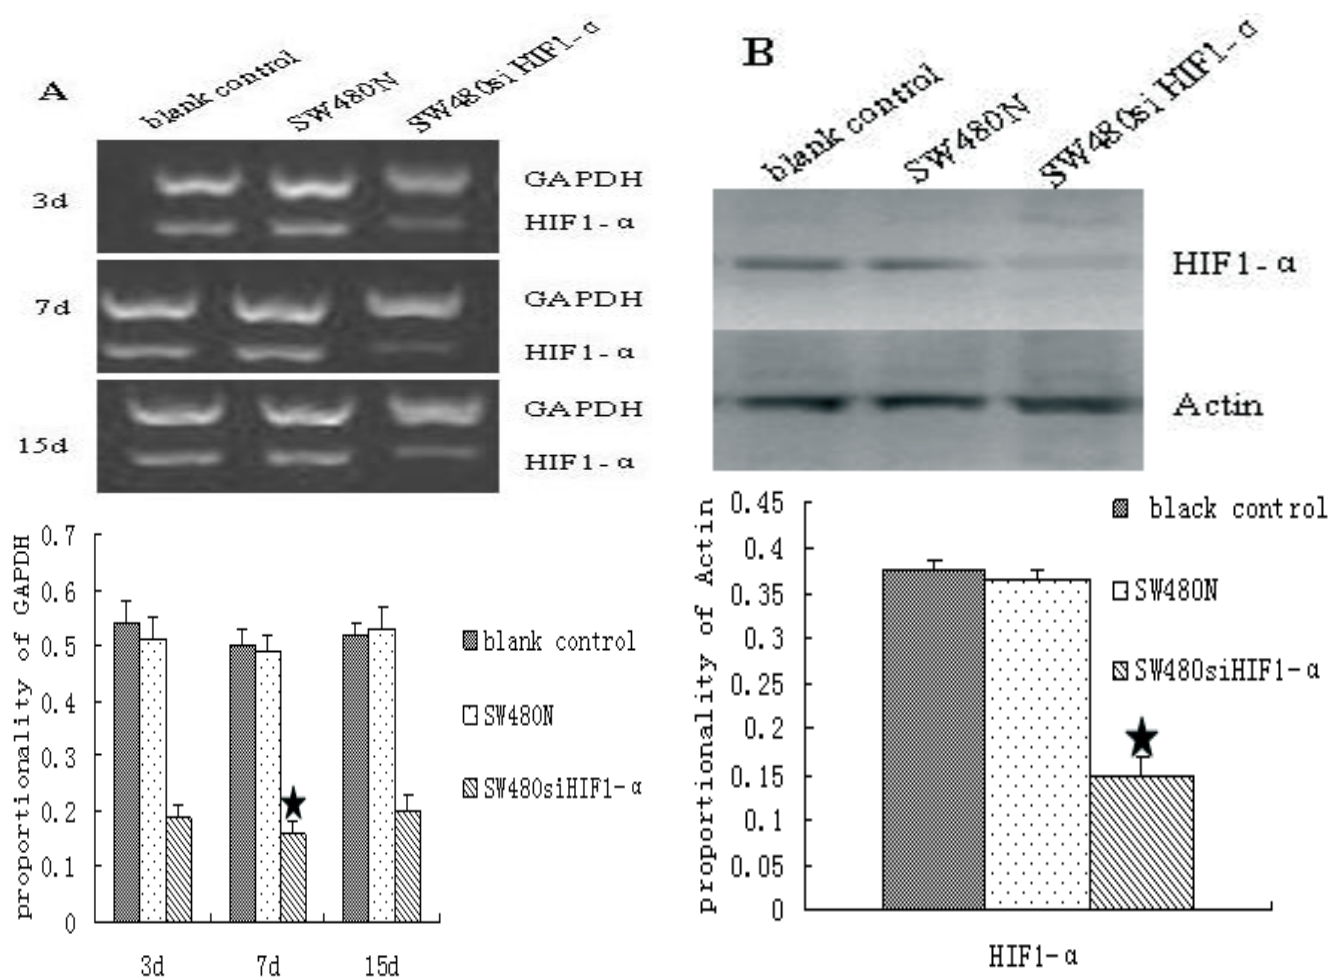 A
blank control
SW480N
SW480si HIF1-α
3d
GAPDH
HIF1-α
7d
GAPDH
HIF1-α
15d
GAPDH
HIF1-α
proportionality of GAPDH
0.7
0.6
0.5
0.4
0.3
0.2
0.1
0
3d
7d
15d
blank control
SW480N
SW480siHIF1-α
B
blank control
SW480N
SW480si HIF1-α
HIF1-α
Actin
proportionality of Actin
0.45
0.4
0.35
0.3
0.25
0.2
0.15
0.1
0.05
0
HIF1-α
black control
SW480N
SW480siHIF1-α